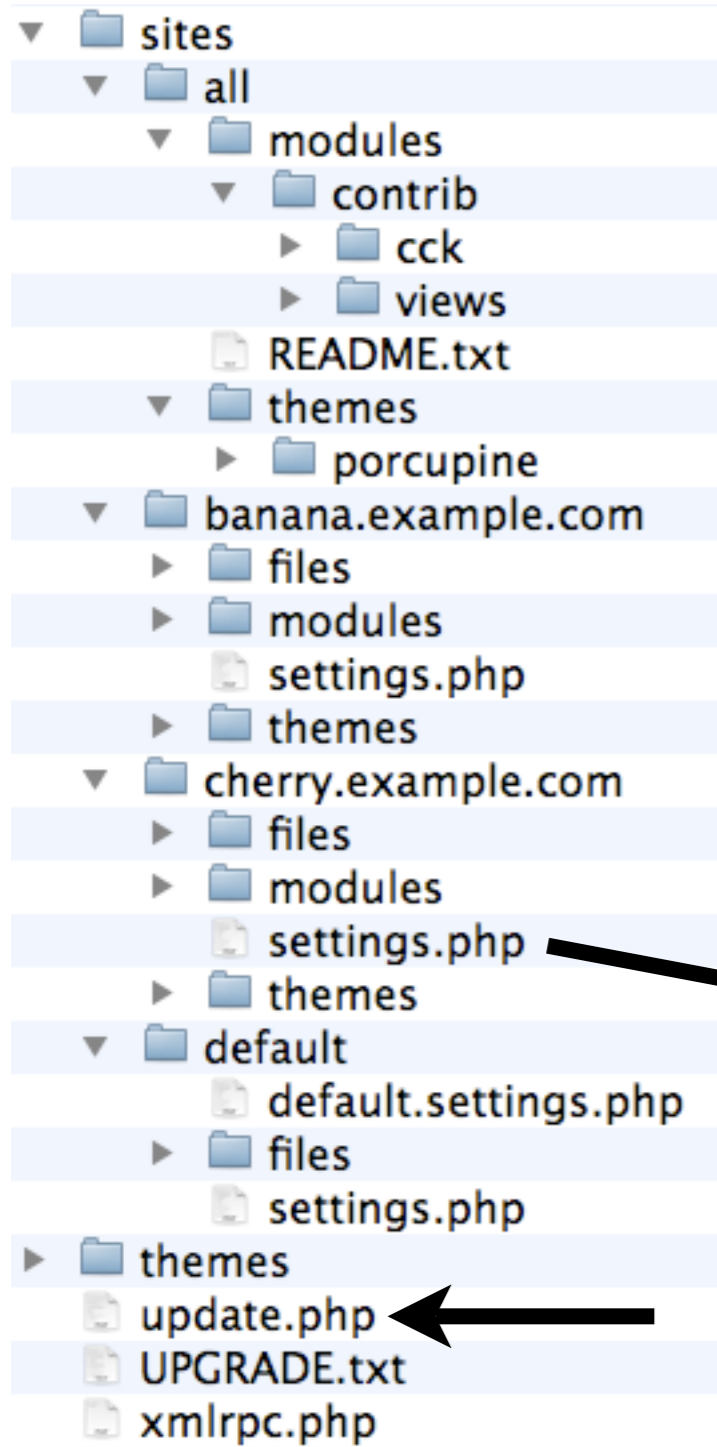 sites
all
modules
contrib
cck
views
README.txt
themes
porcupine
banana.example.com
files
modules
settings.php
themes
cherry.example.com
files
modules
settings.php
themes
default
default.settings.php
files
settings.php
themes
update.php
UPGRADE.txt
xmlrpc.php